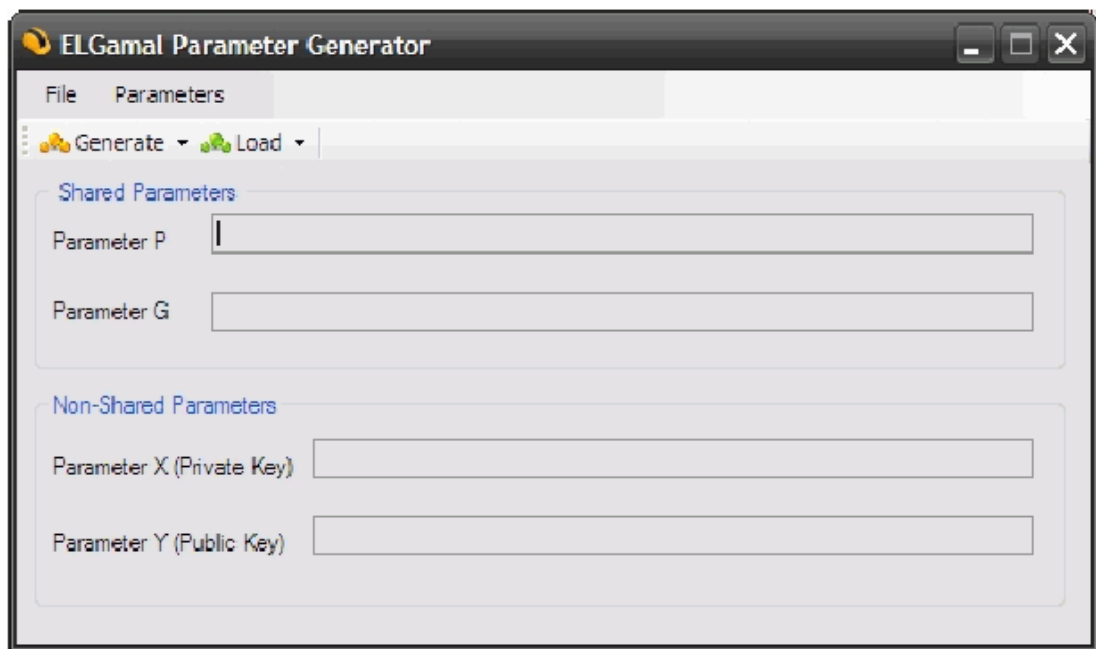 ELGamal Parameter Generator
File Parameters
Generate Load
Shared Parameters
Parameter P
Parameter G
Non-Shared Parameters
Parameter X (Private Key)
Parameter Y (Public Key)